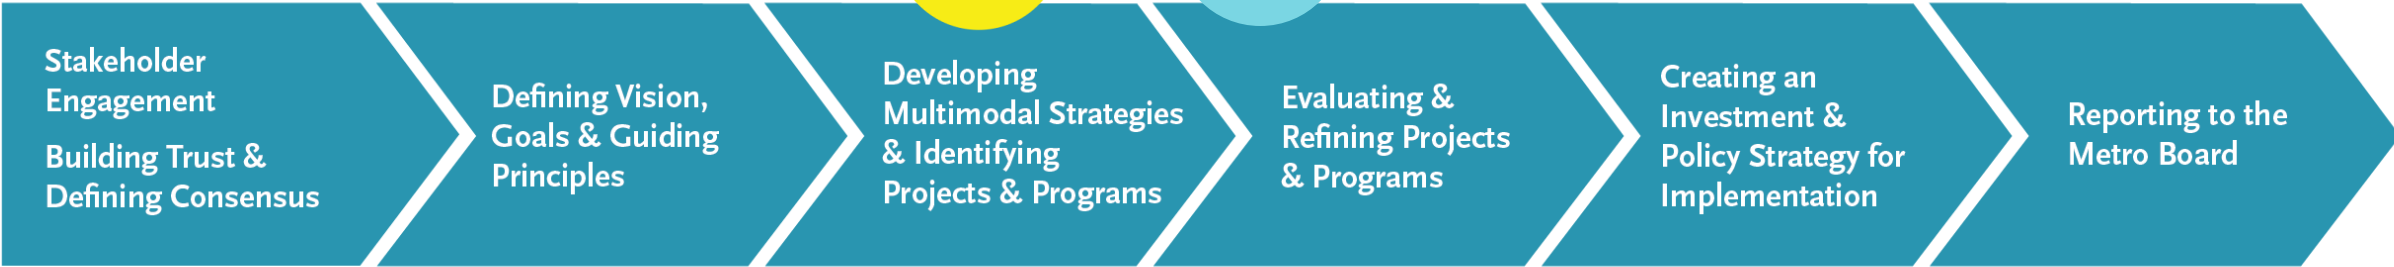 Stakeholder
Engagement
Building Trust &
Defining Consensus
Defining Vision,
Goals & Guiding
Principles
Developing
Multimodal Strategies
& Identifying
Projects & Programs
Evaluating &
Refining Projects
& Programs
Creating an
Investment &
Policy Strategy for
Implementation
Reporting to the
Metro Board